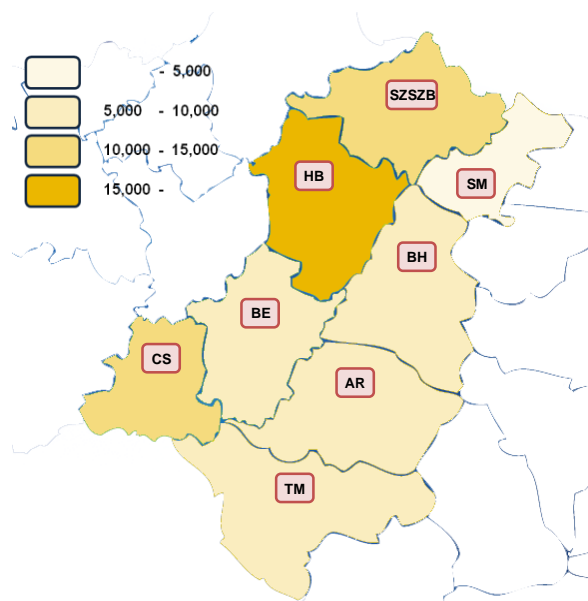 - 5,000
5,000 - 10,000
10,000 - 15,000
15,000 -
SZSZB
HB
SM
BH
BE
CS
AR
TM